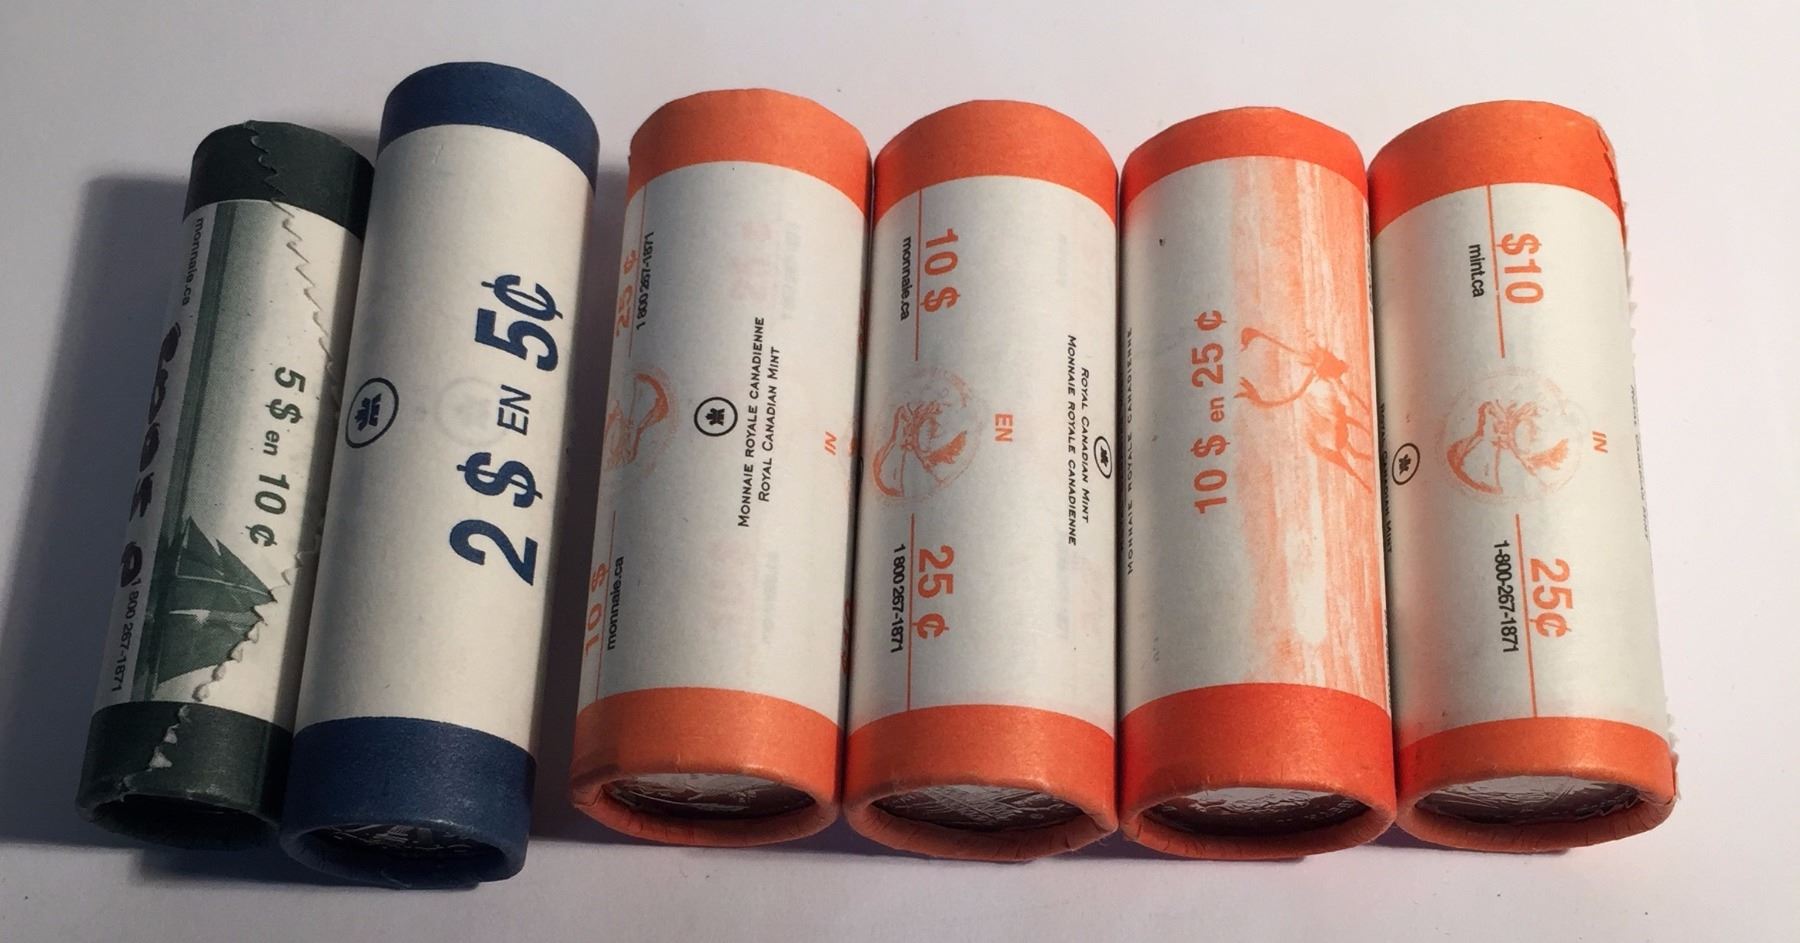 monnaie.ca
5 $ en 10 ¢
1 800 267-1871
2 $ EN 5¢
25 ¢
1 800 267-1871
10 $
monnaie.ca
MONNAIE ROYALE CANADIENNE
ROYAL CANADIAN MINT
10 $
monnaie.ca
EN
25 ¢
1 800 267-1871
ROYAL CANADIAN MINT
MONNAIE ROYALE CANADIENNE
MONNAIE ROYALE CANADIENNE
10 $ en 25 ¢
$10
mint.ca
IN
25¢
1-800-267-1871